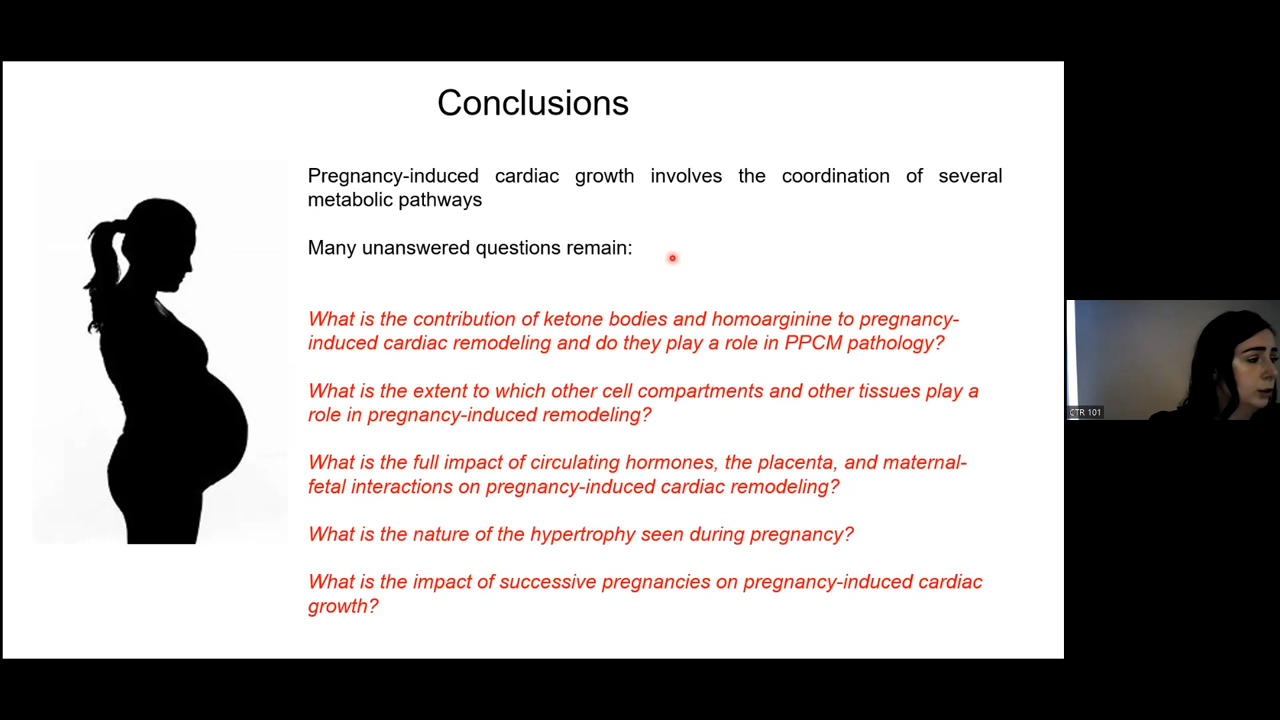 Conclusions
Pregnancy-induced cardiac growth involves the coordination of several
metabolic pathways
Many unanswered questions remain:
What is the contribution of ketone bodies and homoarginine to pregnancy-
induced cardiac remodeling and do they play a role in PPCM pathology?
What is the extent to which other cell compartments and other tissues play a
role in pregnancy-induced remodeling?
What is the full impact of circulating hormones, the placenta, and maternal-
fetal interactions on pregnancy-induced cardiac remodeling?
What is the nature of the hypertrophy seen during pregnancy?
What is the impact of successive pregnancies on pregnancy-induced cardiac
growth?
CTR 101